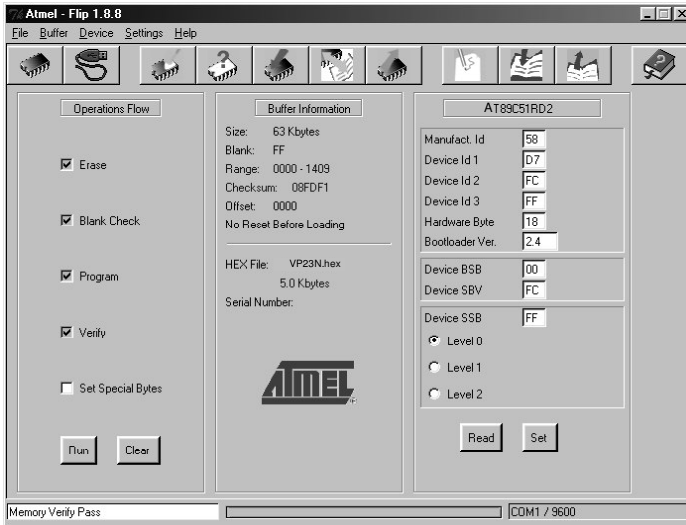 Atmel - Flip 1.8.8
File Buffer Device Settings Help
Operations Flow
Erase
Blank Check
Program
Verify
Set Special Bytes
Run Clear
Buffer Information
Size: 63 Kbytes
Blank: FF
Range: 0000 - 1409
Checksum: 08FDF1
Offset: 0000
No Reset Before Loading
HEX File: VP23N.hex
5.0 Kbytes
Serial Number:
ATMEL
AT89C51RD2
Manufact. Id 58
Device Id 1 D7
Device Id 2 FC
Device Id 3 FF
Hardware Byte 18
Bootloader Ver. 2.4
Device BSB 00
Device SBV FC
Device SSB FF
Level 0
Level 1
Level 2
Read Set
Memory Verify Pass
COM1 / 9600